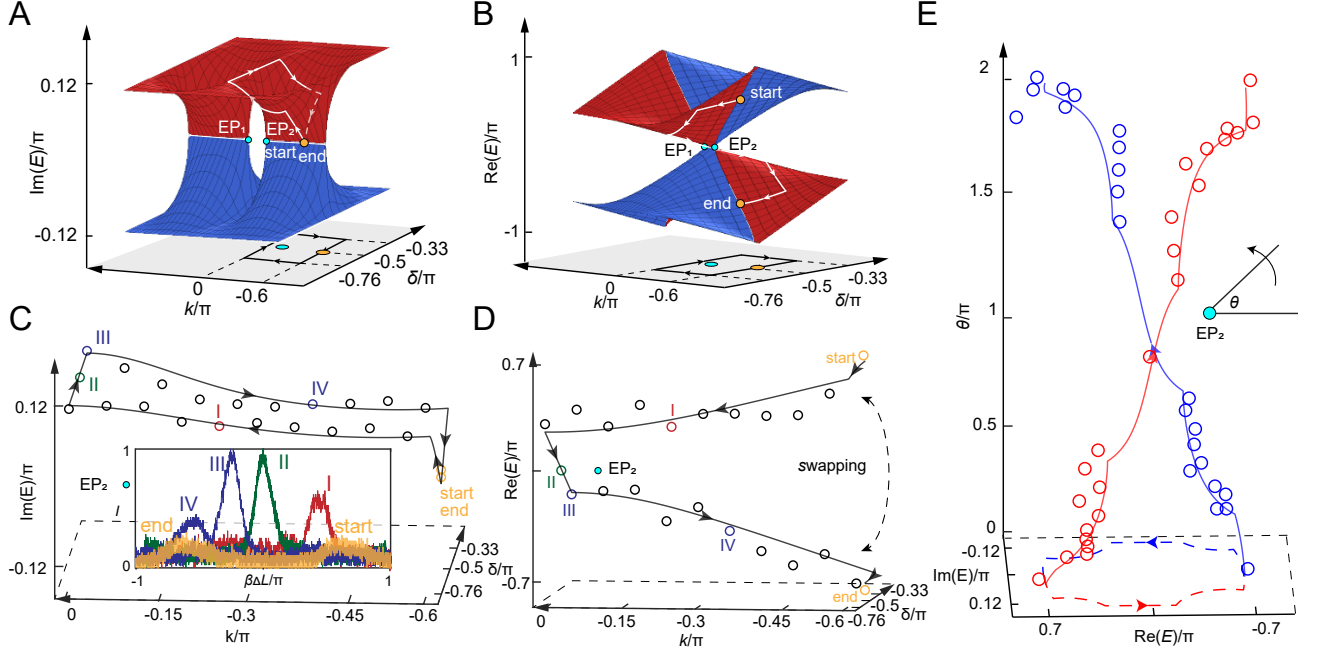 A
Im(E)/π
0.12
-0.12
EP₁
EP₂
start
end
0
-0.6
k/π
-0.76
-0.5
-0.33
δ/π
B
Re(E)/π
1
-1
start
EP₁
EP₂
end
0
-0.6
k/π
-0.76
-0.5
-0.33
δ/π
C
Im(E)/π
0.12
-0.12
III
II
I
IV
EP₂
I
start
end
1
0
-1
1
βΔL/π
IV
III
II
I
end
start
0
-0.15
-0.3
-0.45
-0.6
k/π
-0.33
-0.5
δ/π
-0.76
D
Re(E)/π
0.7
-0.7
start
I
II
EP₂
III
IV
swapping
end
0
-0.15
-0.3
-0.45
-0.6
k/π
-0.76
-0.5
-0.33
δ/π
E
θ/π
2
1.5
1
0.5
0
θ
EP₂
-0.12
Im(E)/π
0.12
0.7
Re(E)/π
-0.7